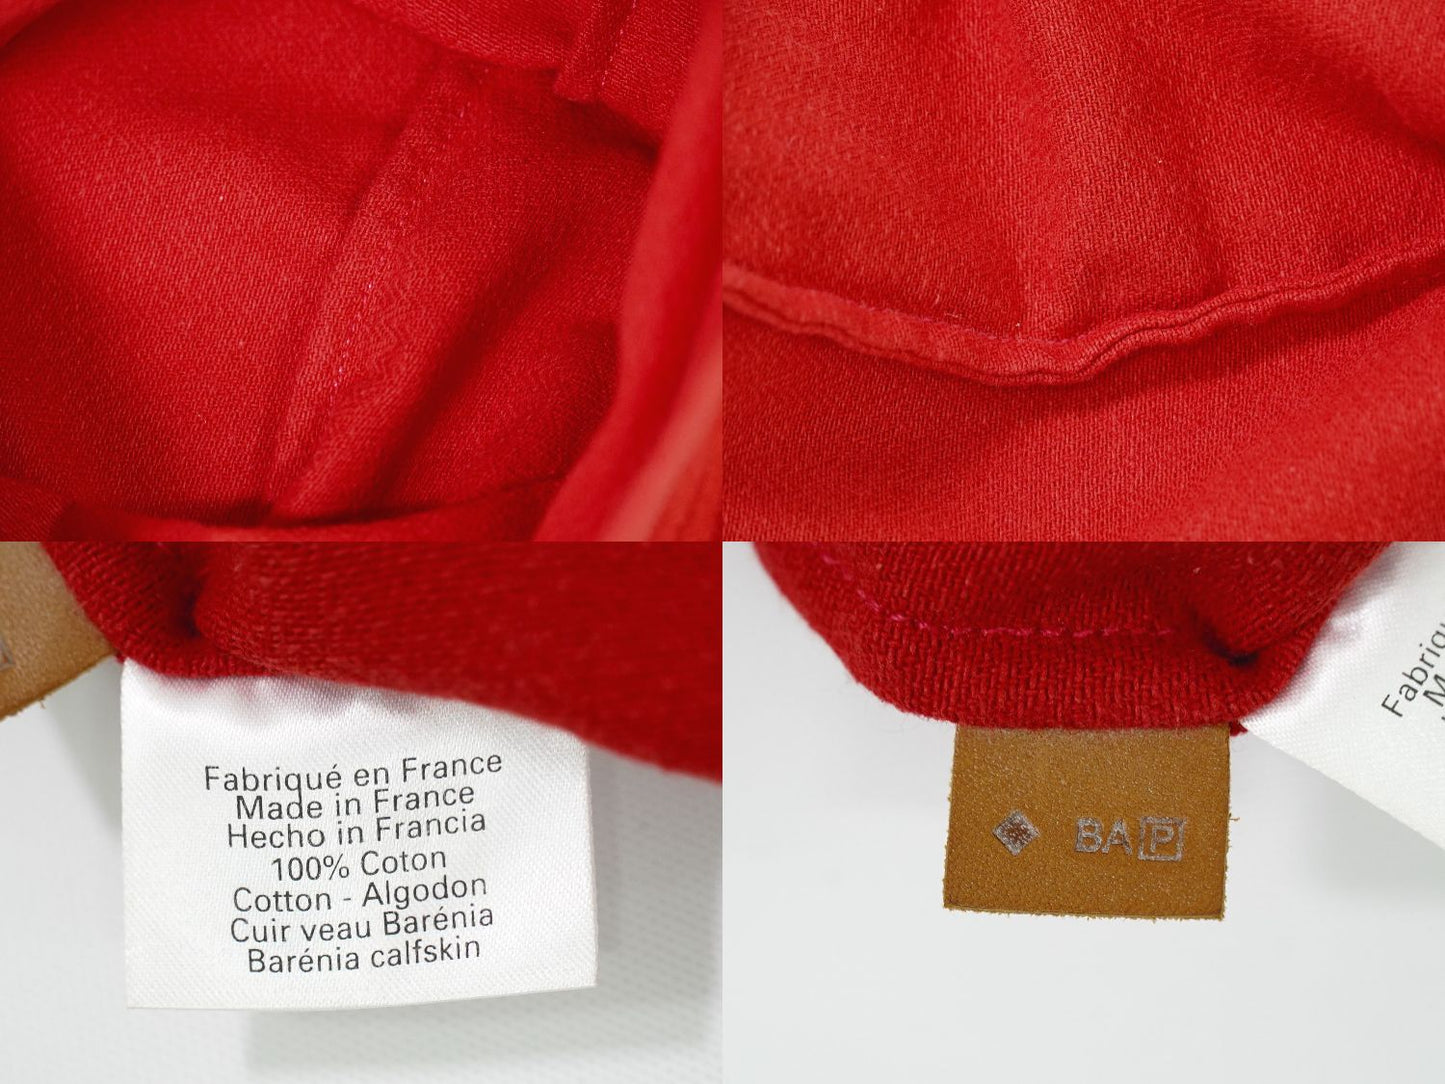 Fabriqué en France
Made in France
Hecho in Francia
100% Coton
Cotton - Algodon
Cuir veau Barénia
Barénia calfskin
BA P